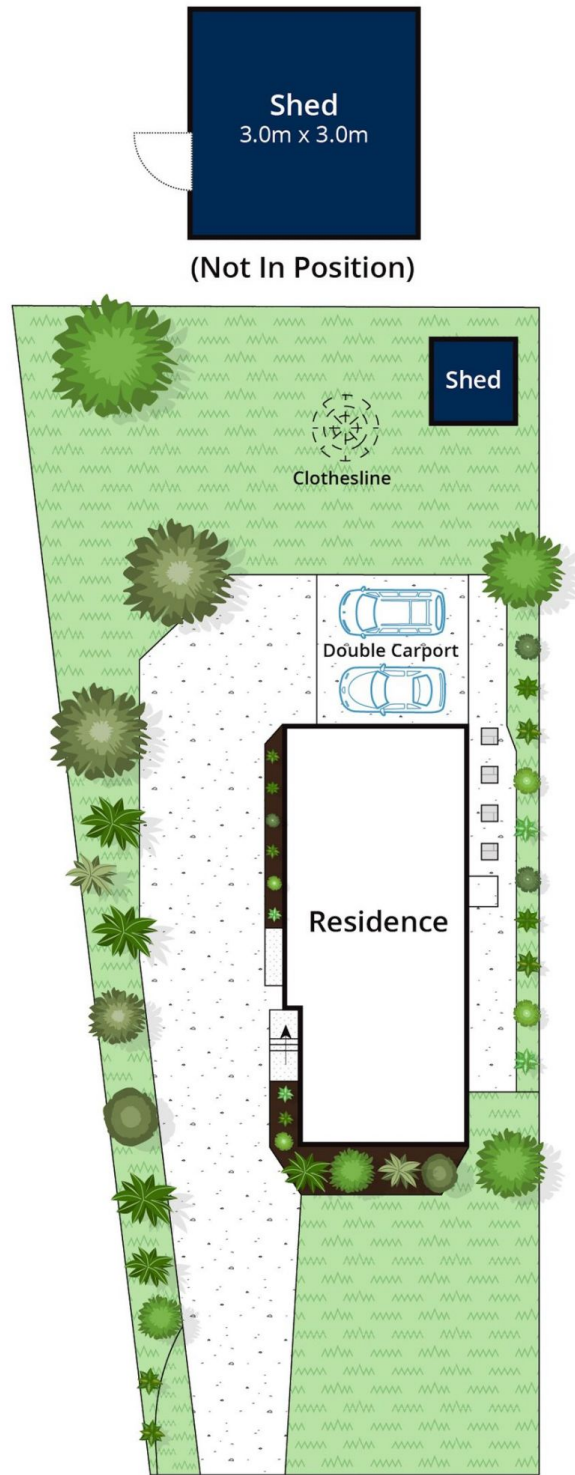 Shed
3.0m x 3.0m
(Not In Position)
Shed
Clothesline
Double Carport
Residence